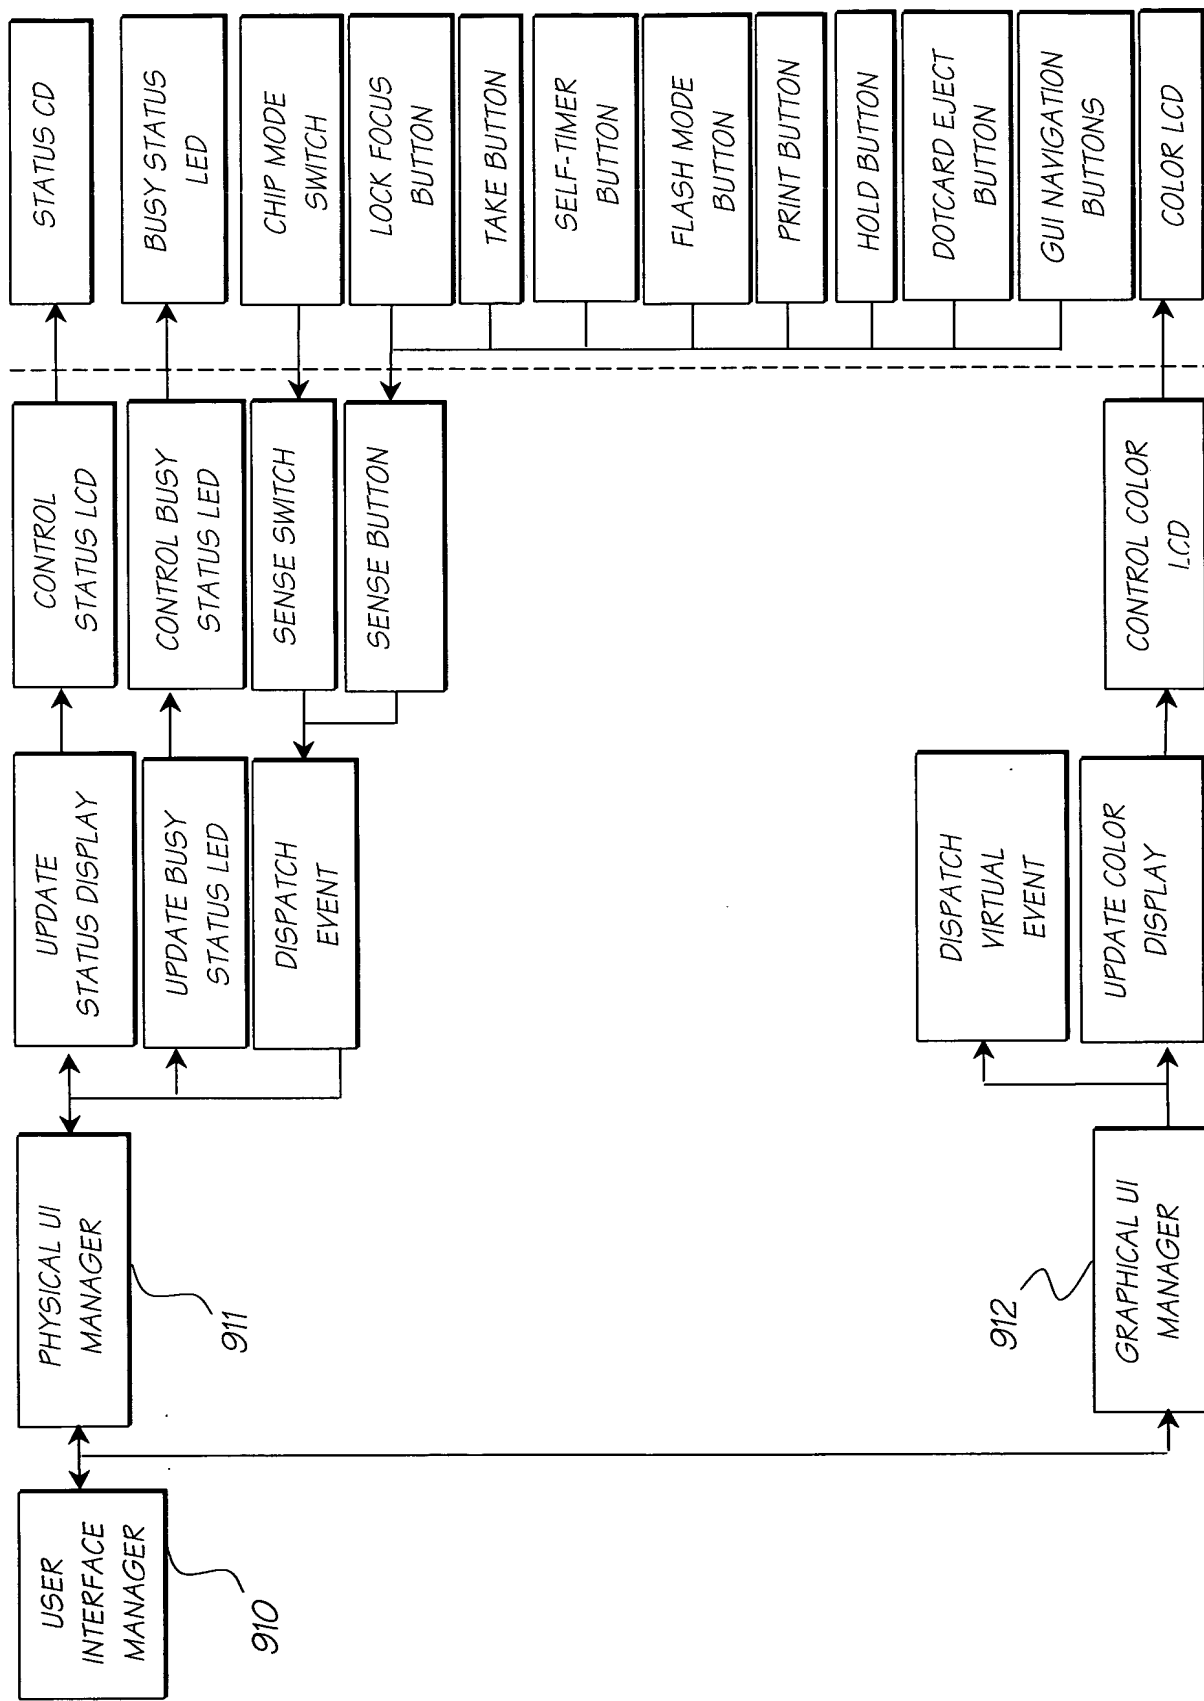 USER
INTERFACE
MANAGER
910
PHYSICAL UI
MANAGER
911
GRAPHICAL UI
MANAGER
912
UPDATE
STATUS DISPLAY
UPDATE BUSY
STATUS LED
DISPATCH
EVENT
DISPATCH
VIRTUAL
EVENT
UPDATE COLOR
DISPLAY
CONTROL
STATUS LCD
CONTROL BUSY
STATUS LED
SENSE SWITCH
SENSE BUTTON
CONTROL COLOR
LCD
STATUS CD
BUSY STATUS
LED
CHIP MODE
SWITCH
LOCK FOCUS
BUTTON
TAKE BUTTON
SELF-TIMER
BUTTON
FLASH MODE
BUTTON
PRINT BUTTON
HOLD BUTTON
DOTCARD EJECT
BUTTON
GUI NAVIGATION
BUTTONS
COLOR LCD